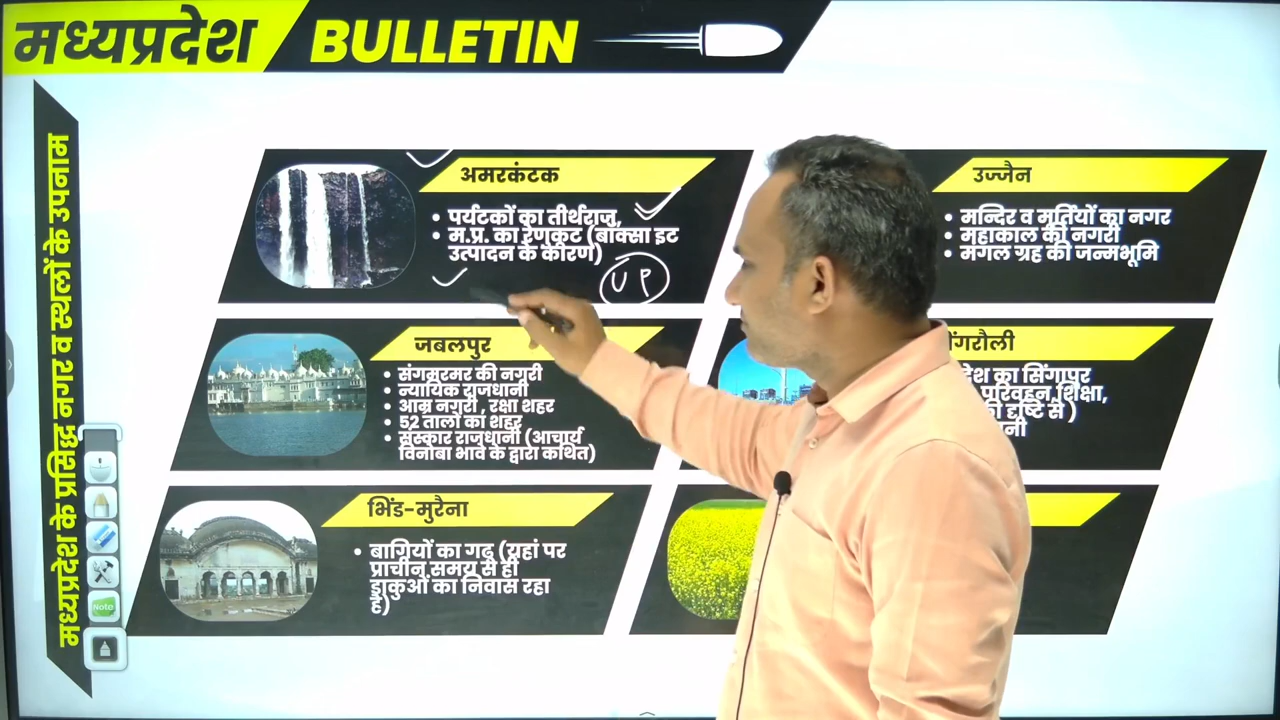 मध्यप्रदेश BULLETIN
मध्यप्रदेश के प्रसिद्ध नगर व स्थलों के उपनाम
अमरकंटक
• पर्यटकों का तीर्थराज,
• म.प्र. का रेणुकूट (बॉक्सा इट
उत्पादन के कारण)
UP
उज्जैन
• मन्दिर व मूर्तियों का नगर
• महाकाल की नगरी
• मंगल ग्रह की जन्मभूमि
जबलपुर
• संगमरमर की नगरी
• न्यायिक राजधानी
• आम्र नगरी , रक्षा शहर
• 52 तालों का शहर
• संस्कार राजधानी (आचार्य
विनोबा भावे के द्वारा कथित)
का सिंगापुर
परिवहन शिक्षा,
की दृष्टि से )
भिंड-मुरैना
• बागियों का गढ़ (यहां पर
प्राचीन समय से ही
डाकुओं का निवास रहा
है)
Note